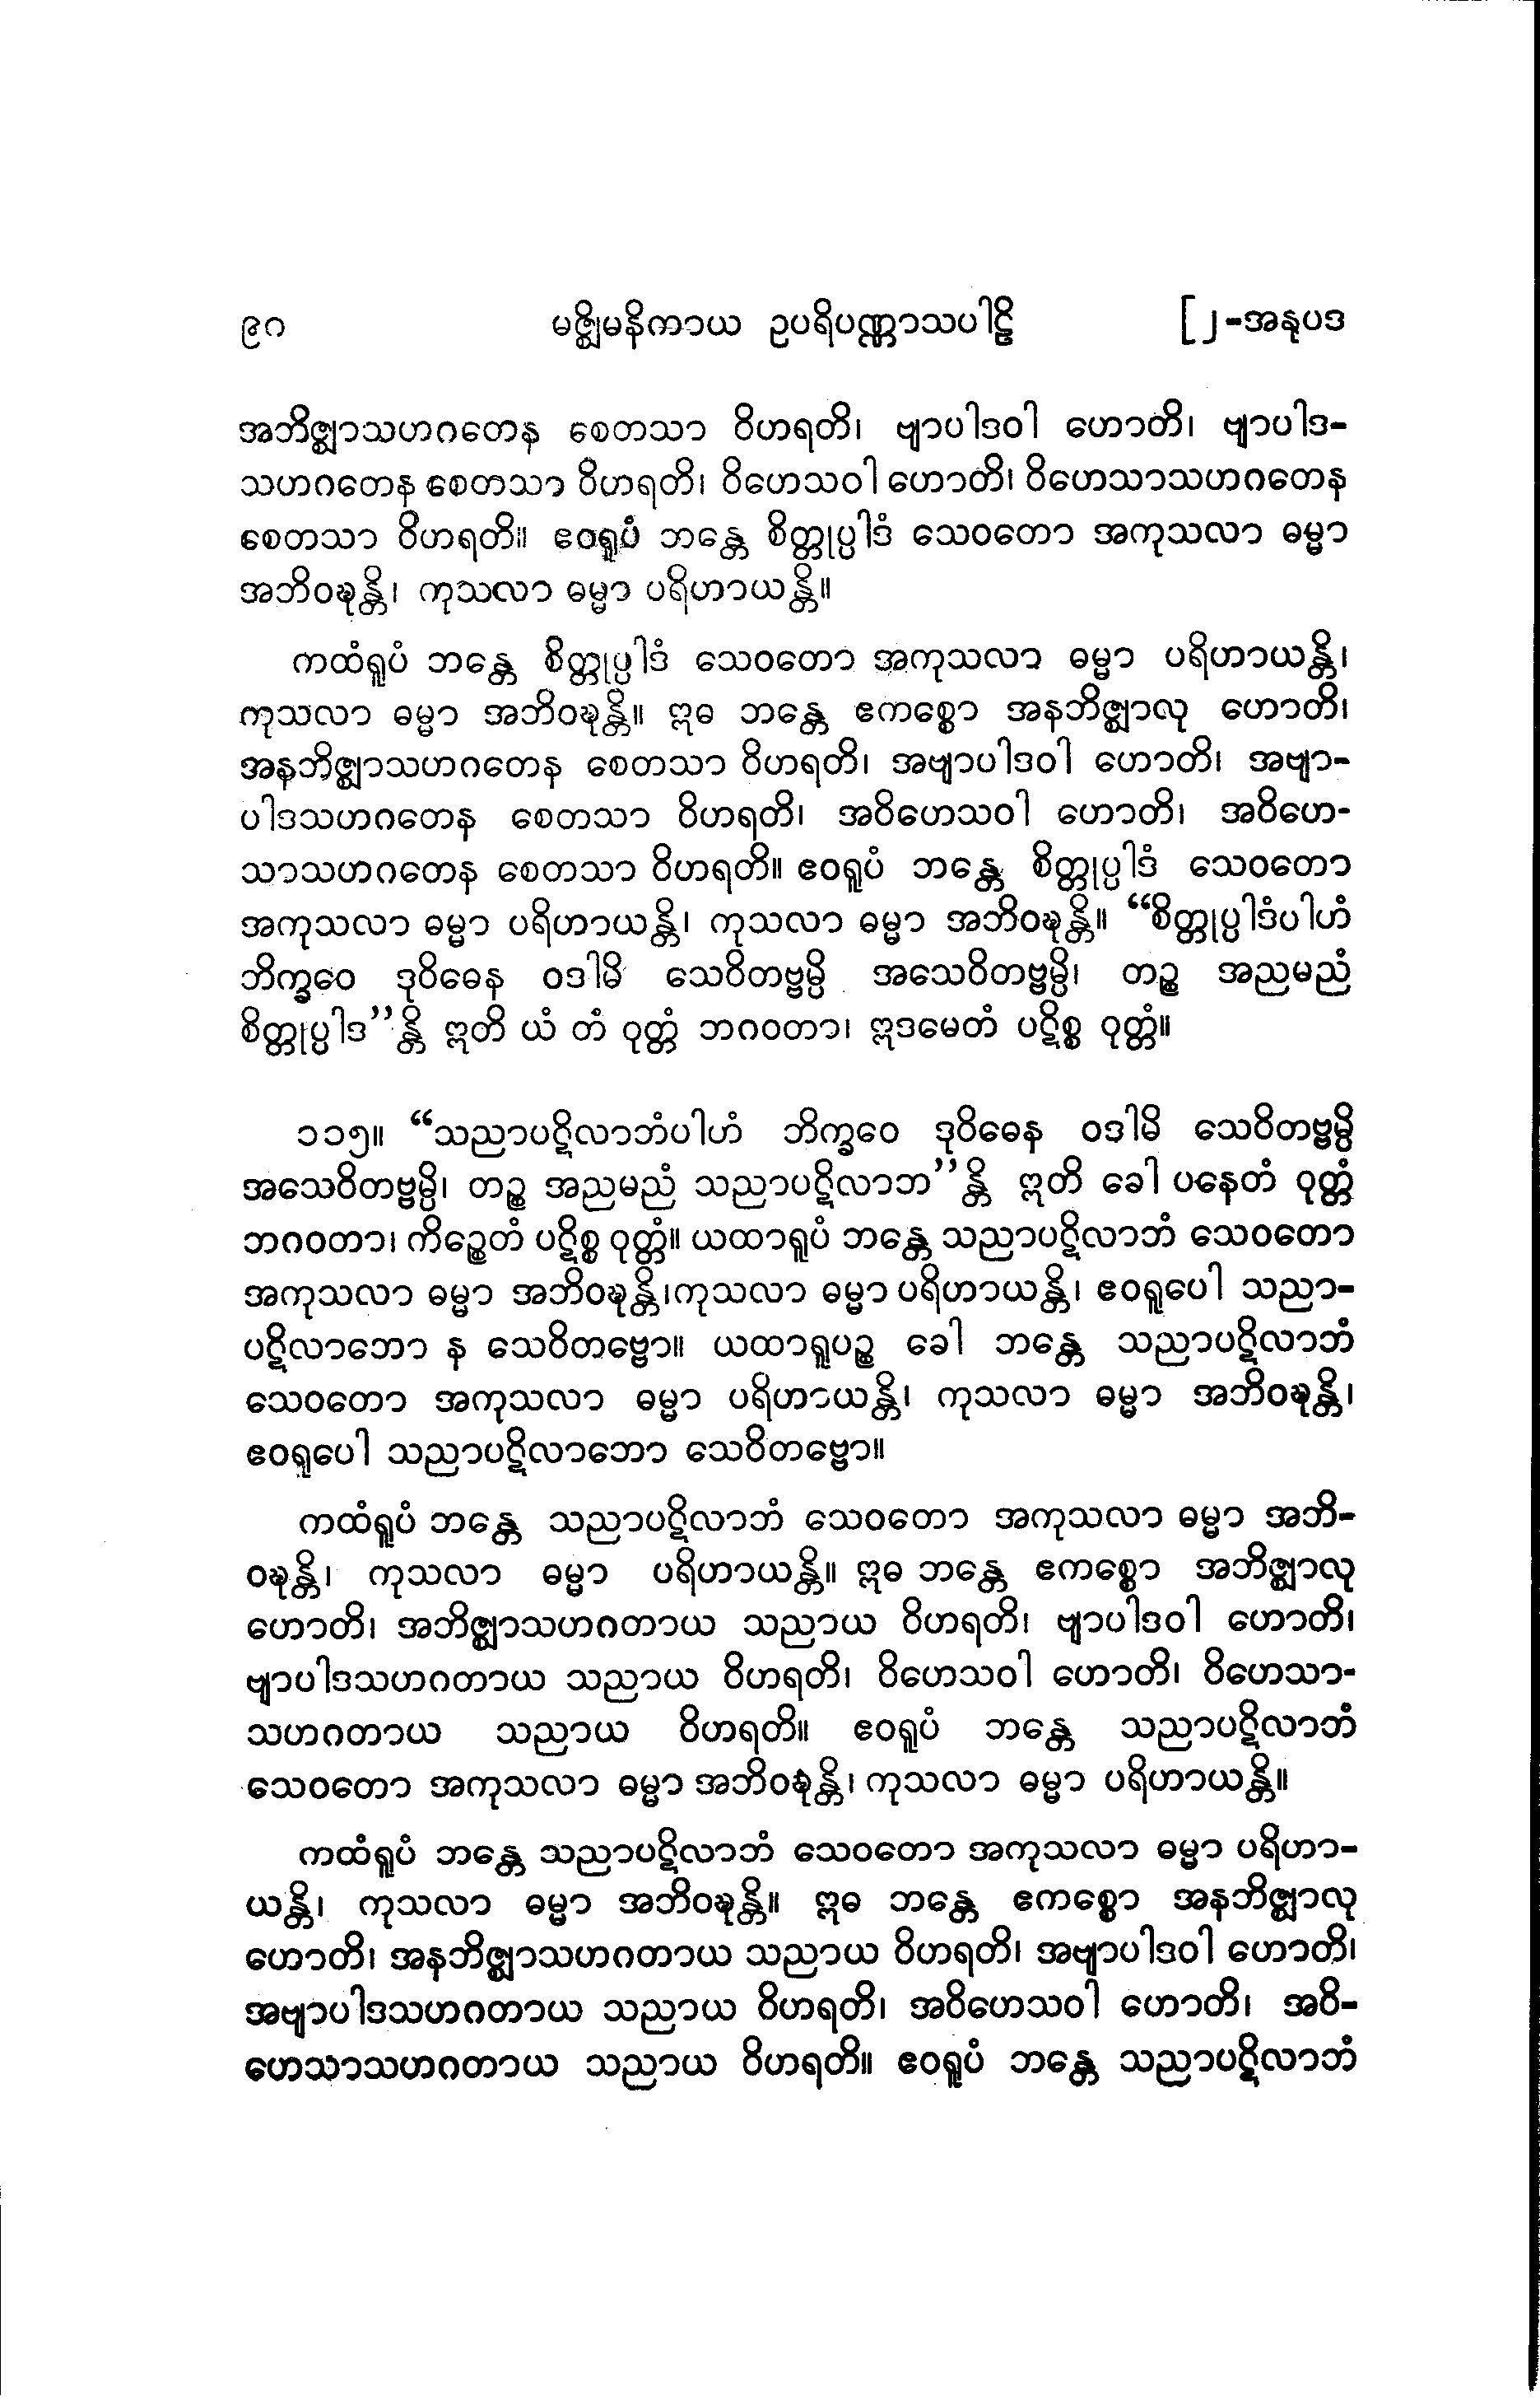 ၉၀ မဇ္ဈိမနိကာယ ဥပရိပဏ္ဏာသပါဠိ [၂-အနုပဒ
အဘိဇ္ဈာသဟဂတေန စေတသာ ဝိဟရတိ၊ ဗျာပါဒဝါ ဟောတိ၊ ဗျာပါဒ-
သဟဂတေန စေတသာ ဝိဟရတိ၊ ဝိဟေသဝါ ဟောတိ၊ ဝိဟေသာသဟဂတေန
စေတသာ ဝိဟရတိ။ ဧဝရူပံ ဘန္တေ စိတ္တုပ္ပါဒံ သေဝတော အကုသလာ ဓမ္မာ
အဘိဝဍ္ဎန္တိ၊ ကုသလာ ဓမ္မာ ပရိဟာယန္တိ။
ကထံရူပံ ဘန္တေ စိတ္တုပ္ပါဒံ သေဝတော အကုသလာ ဓမ္မာ ပရိဟာယန္တိ၊
ကုသလာ ဓမ္မာ အဘိဝဍ္ဎန္တိ။ ဣဓ ဘန္တေ ဧကစ္စော အနဘိဇ္ဈာလု ဟောတိ၊
အနဘိဇ္ဈာသဟဂတေန စေတသာ ဝိဟရတိ၊ အဗျာပါဒဝါ ဟောတိ၊ အဗျာ-
ပါဒသဟဂတေန စေတသာ ဝိဟရတိ၊ အဝိဟေသဝါ ဟောတိ၊ အဝိဟေ-
သာသဟဂတေန စေတသာ ဝိဟရတိ။ ဧဝရူပံ ဘန္တေ စိတ္တုပ္ပါဒံ သေဝတော
အကုသလာ ဓမ္မာ ပရိဟာယန္တိ၊ ကုသလာ ဓမ္မာ အဘိဝဍ္ဎန္တိ။ “စိတ္တုပ္ပါဒံပါဟံ
ဘိက္ခဝေ ဒုဝိဓေန ဝဒါမိ သေဝိတဗ္ဗမ္ပိ အသေဝိတဗ္ဗမ္ပိ၊ တဉ္စ အညမညံ
စိတ္တုပ္ပါဒ”န္တိ ဣတိ ယံ တံ ဝုတ္တံ ဘဂဝတာ၊ ဣဒမေတံ ပဋိစ္စ ဝုတ္တံ။
၁၁၅။ “သညာပဋိလာဘံပါဟံ ဘိက္ခဝေ ဒုဝိဓေန ဝဒါမိ သေဝိတဗ္ဗမ္ပိ
အသေဝိတဗ္ဗမ္ပိ၊ တဉ္စ အညမညံ သညာပဋိလာဘ”န္တိ ဣတိ ခေါ ပနေတံ ဝုတ္တံ
ဘဂဝတာ၊ ကိဉ္စေတံ ပဋိစ္စ ဝုတ္တံ။ ယထာရူပံ ဘန္တေ သညာပဋိလာဘံ သေဝတော
အကုသလာ ဓမ္မာ အဘိဝဍ္ဎန္တိ၊ကုသလာ ဓမ္မာ ပရိဟာယန္တိ၊ ဧဝရူပေါ သညာ-
ပဋိလာဘော န သေဝိတဗ္ဗော။ ယထာရူပဉ္စ ခေါ ဘန္တေ သညာပဋိလာဘံ
သေဝတော အကုသလာ ဓမ္မာ ပရိဟာယန္တိ၊ ကုသလာ ဓမ္မာ အဘိဝဍ္ဎန္တိ၊
ဧဝရူပေါ သညာပဋိလာဘော သေဝိတဗ္ဗော။
ကထံရူပံ ဘန္တေ သညာပဋိလာဘံ သေဝတော အကုသလာ ဓမ္မာ အဘိ-
ဝဍ္ဎန္တိ၊ ကုသလာ ဓမ္မာ ပရိဟာယန္တိ။ ဣဓ ဘန္တေ ဧကစ္စော အဘိဇ္ဈာလု
ဟောတိ၊ အဘိဇ္ဈာသဟဂတာယ သညာယ ဝိဟရတိ၊ ဗျာပါဒဝါ ဟောတိ၊
ဗျာပါဒသဟဂတာယ သညာယ ဝိဟရတိ၊ ဝိဟေသဝါ ဟောတိ၊ ဝိဟေသာ-
သဟဂတာယ သညာယ ဝိဟရတိ။ ဧဝရူပံ ဘန္တေ သညာပဋိလာဘံ
သေဝတော အကုသလာ ဓမ္မာ အဘိဝဍ္ဎန္တိ၊ ကုသလာ ဓမ္မာ ပရိဟာယန္တိ။
ကထံရူပံ ဘန္တေ သညာပဋိလာဘံ သေဝတော အကုသလာ ဓမ္မာ ပရိဟာ-
ယန္တိ၊ ကုသလာ ဓမ္မာ အဘိဝဍ္ဎန္တိ။ ဣဓ ဘန္တေ ဧကစ္စော အနဘိဇ္ဈာလု
ဟောတိ၊ အနဘိဇ္ဈာသဟဂတာယ သညာယ ဝိဟရတိ၊ အဗျာပါဒဝါ ဟောတိ၊
အဗျာပါဒသဟဂတာယ သညာယ ဝိဟရတိ၊ အဝိဟေသဝါ ဟောတိ၊ အဝိ-
ဟေသာသဟဂတာယ သညာယ ဝိဟရတိ။ ဧဝရူပံ ဘန္တေ သညာပဋိလာဘံ